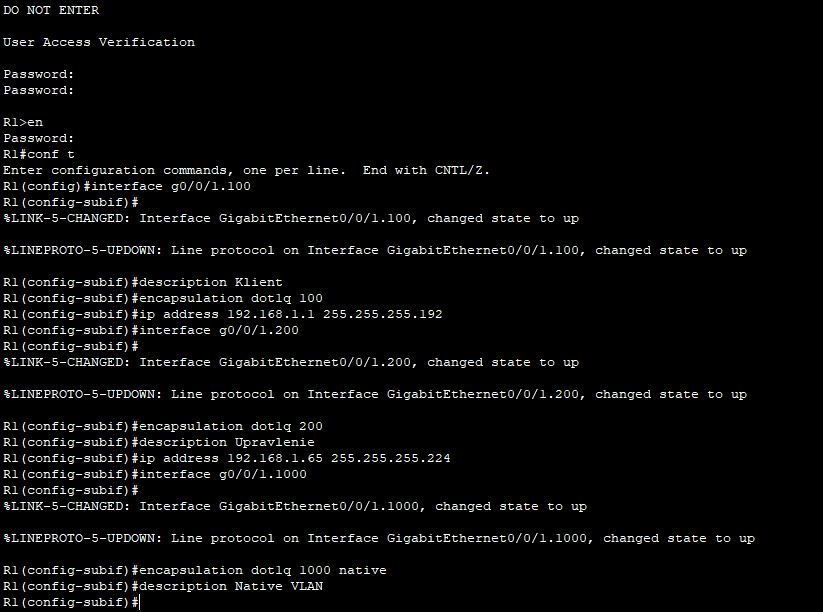 DO NOT ENTER
User Access Verification
Password:
Password:
R1>en
Password:
R1#conf t
Enter configuration commands, one per line.  End with CNTL/Z.
R1(config)#interface g0/0/1.100
R1(config-subif)#
%LINK-5-CHANGED: Interface GigabitEthernet0/0/1.100, changed state to up
%LINEPROTO-5-UPDOWN: Line protocol on Interface GigabitEthernet0/0/1.100, changed state to up
R1(config-subif)#description Klient
R1(config-subif)#encapsulation dot1q 100
R1(config-subif)#ip address 192.168.1.1 255.255.255.192
R1(config-subif)#interface g0/0/1.200
R1(config-subif)#
%LINK-5-CHANGED: Interface GigabitEthernet0/0/1.200, changed state to up
%LINEPROTO-5-UPDOWN: Line protocol on Interface GigabitEthernet0/0/1.200, changed state to up
R1(config-subif)#encapsulation dot1q 200
R1(config-subif)#description Upravlenie
R1(config-subif)#ip address 192.168.1.65 255.255.255.224
R1(config-subif)#interface g0/0/1.1000
R1(config-subif)#
%LINK-5-CHANGED: Interface GigabitEthernet0/0/1.1000, changed state to up
%LINEPROTO-5-UPDOWN: Line protocol on Interface GigabitEthernet0/0/1.1000, changed state to up
R1(config-subif)#encapsulation dot1q 1000 native
R1(config-subif)#description Native VLAN
R1(config-subif)#